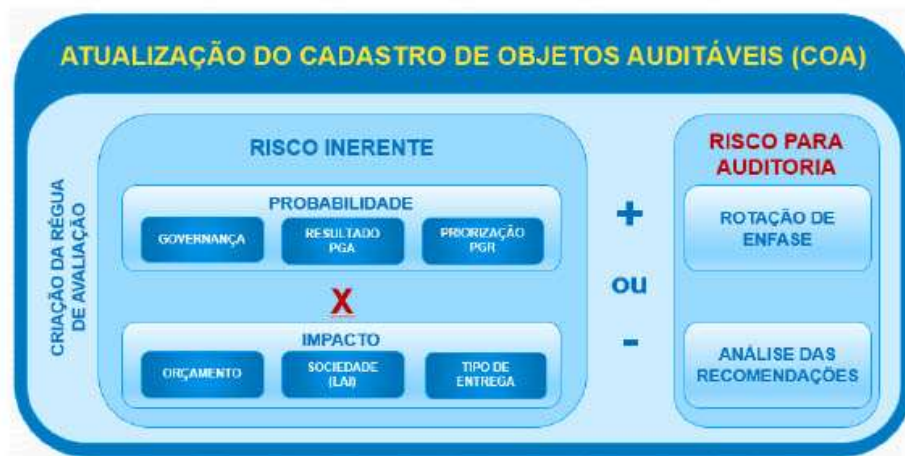 ATUALIZAÇÃO DO CADASTRO DE OBJETOS AUDITÁVEIS (COA)
CRIAÇÃO DA RÉGUA
DE AVALIAÇÃO
RISCO INERENTE
PROBABILIDADE
GOVERNANÇA
RESULTADO
PGA
PRIORIZAÇÃO
PGR
X
IMPACTO
ORÇAMENTO
SOCIEDADE
(LAI)
TIPO DE
ENTREGA
+
ou
-
RISCO PARA
AUDITORIA
ROTAÇÃO DE
ENFASE
ANÁLISE DAS
RECOMENDAÇÕES